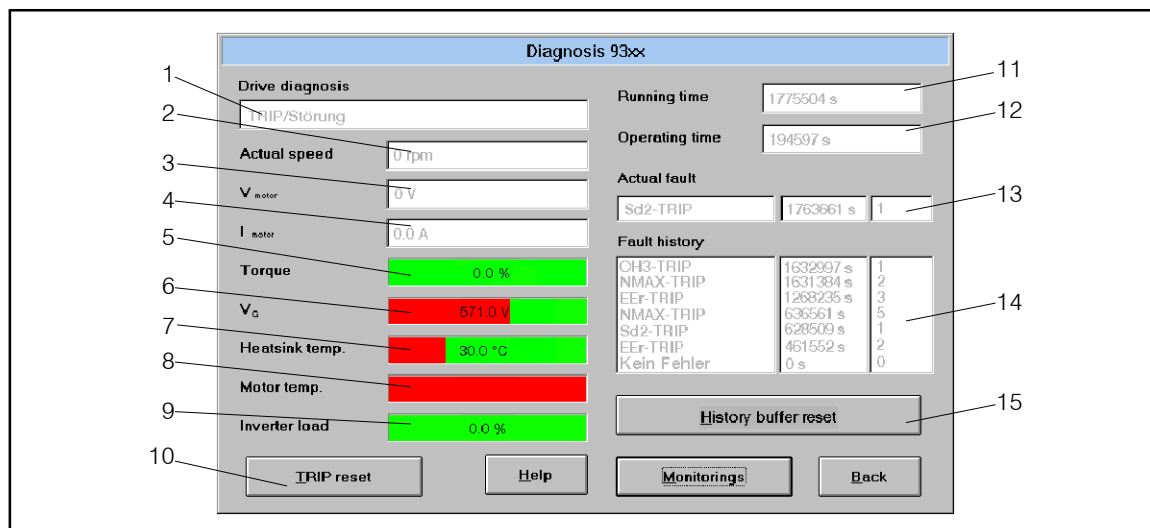 Diagnosis 93xx
1
Drive diagnosis
TRIP/Störung
2
Actual speed
0 rpm
3
V motor
0 V
4
I motor
0.0 A
5
Torque
0.0 %
6
VG
571.0 V
7
Heatsink temp.
30.0 °C
8
Motor temp.
9
Inverter load
0.0 %
10
TRIP reset
Help
Running time
1775504 s
11
Operating time
194597 s
12
Actual fault
Sd2-TRIP 1763661 s 1
13
Fault history
OH3-TRIP 1632997 s 1
NMAX-TRIP 1631384 s 2
EEr-TRIP 1268235 s 3
NMAX-TRIP 636561 s 5
Sd2-TRIP 628509 s 1
EEr-TRIP 461552 s 2
Kein Fehler 0 s 0
14
History buffer reset
15
Monitorings
Back